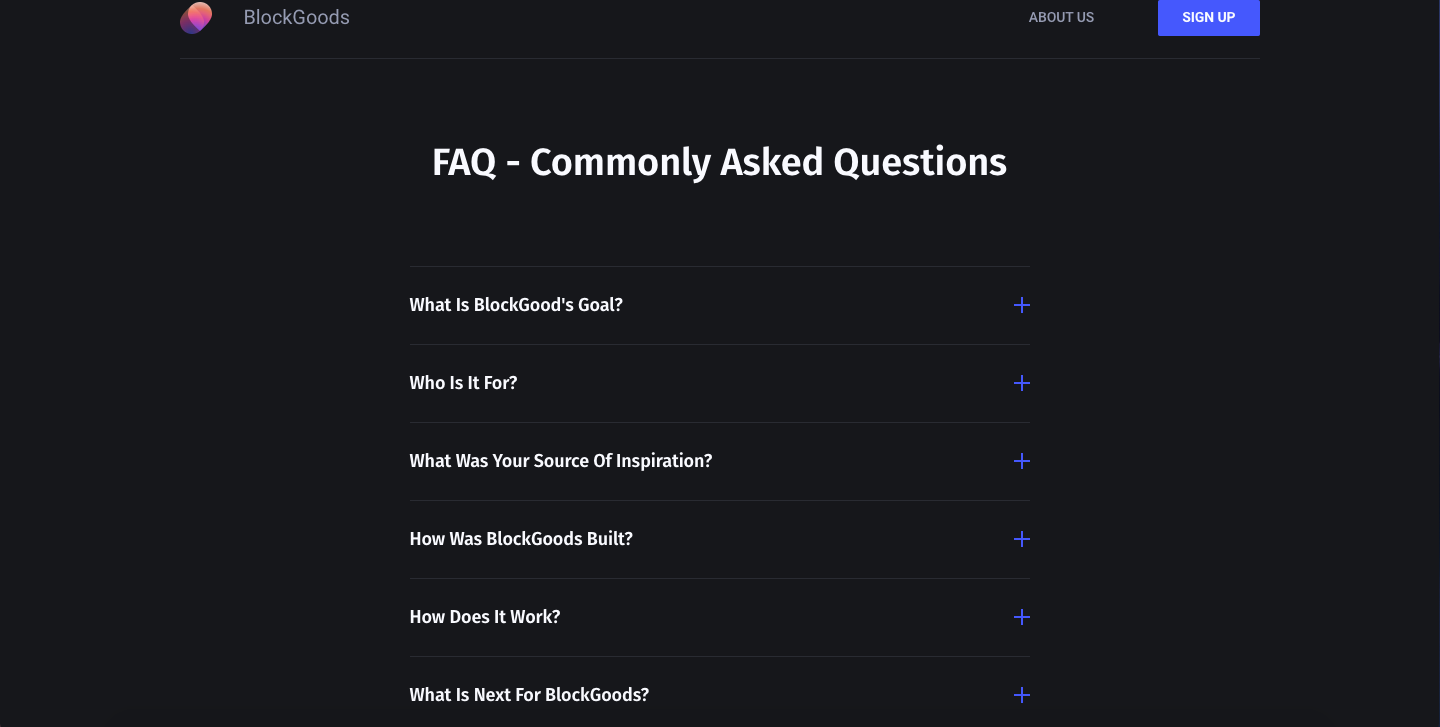 BlockGoods
ABOUT US
SIGN UP
FAQ - Commonly Asked Questions
What Is BlockGood's Goal?
Who Is It For?
What Was Your Source Of Inspiration?
How Was BlockGoods Built?
How Does It Work?
What Is Next For BlockGoods?